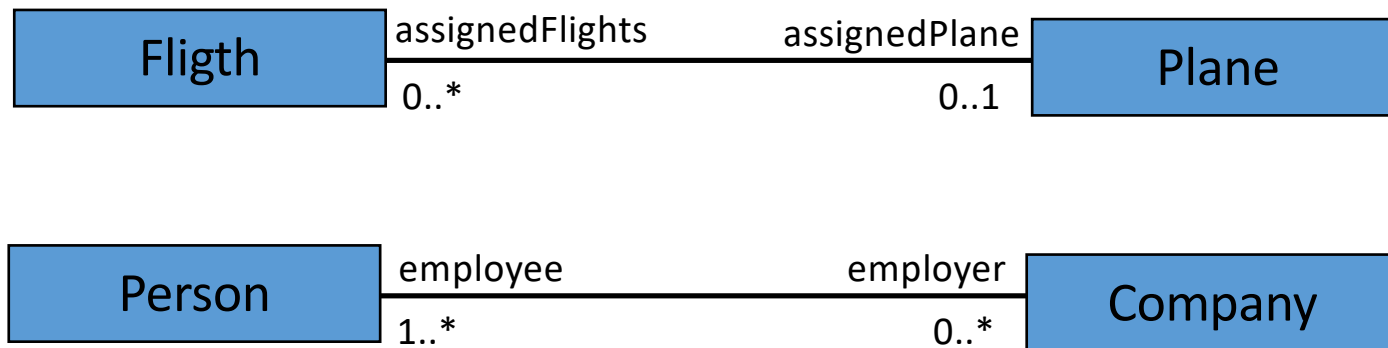 Fligth
assignedFlights
assignedPlane
Plane
0..*
0..1
Person
employee
employer
Company
1..*
0..*